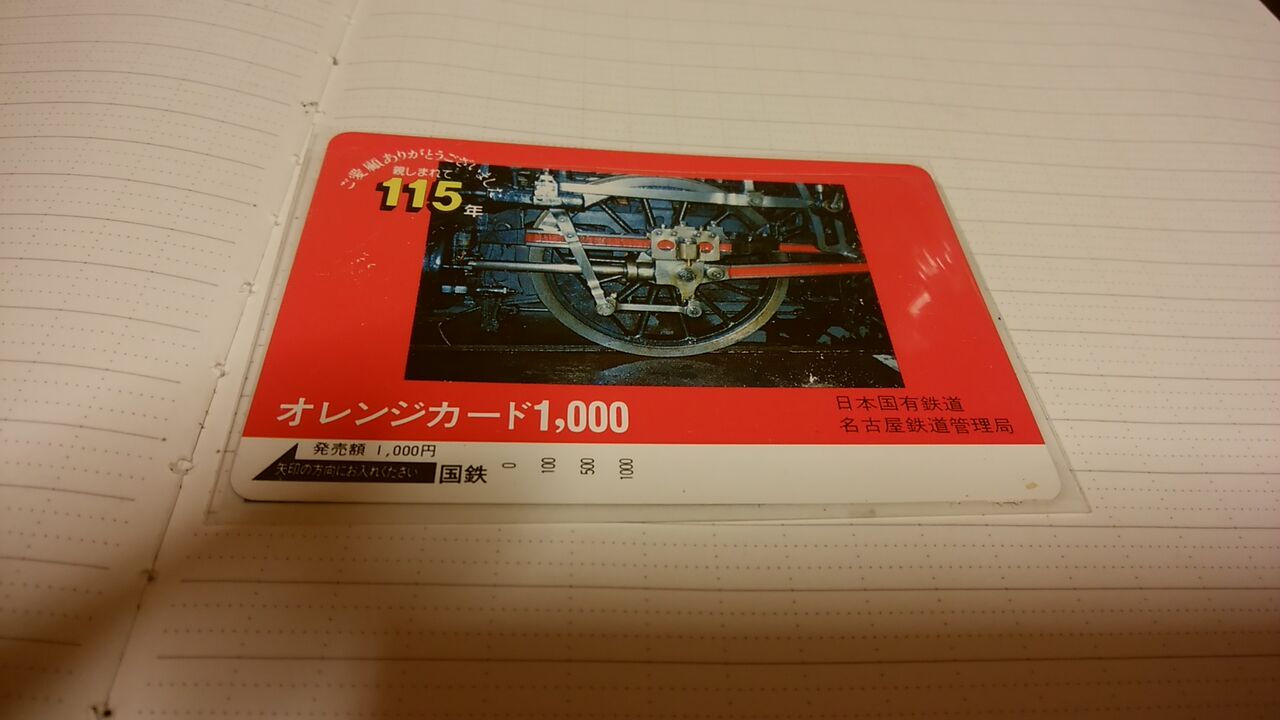 ご愛顧ありがとうございました
親しまれて
115年
オレンジカード1,000
日本国有鉄道
名古屋鉄道管理局
発売額 1,000円
矢印の方向にお入れください
国鉄
0 100 500 1000